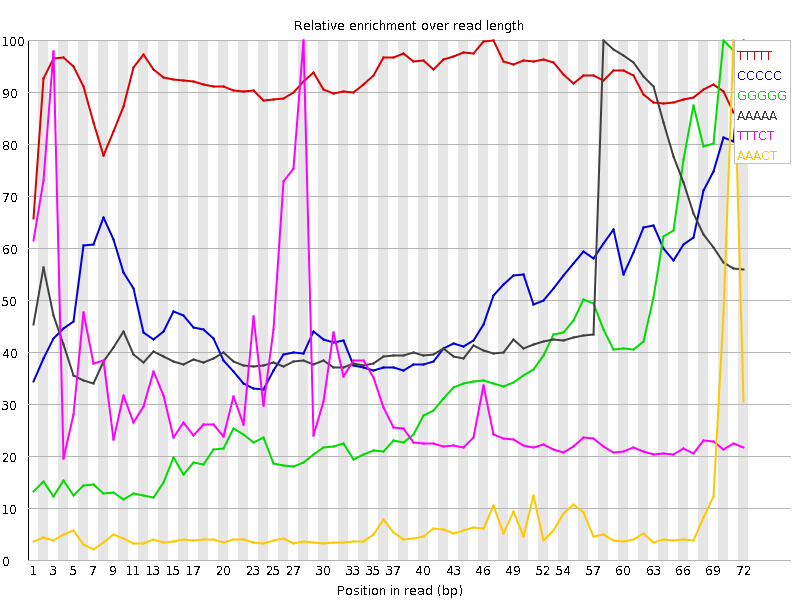 Relative enrichment over read length
100
90
80
70
60
50
40
30
20
10
0
TTTTT
CCCCC
GGGGG
AAAAA
TTTCT
AAACT
1 3 5 7 9 11 13 15 17 20 23 25 27 30 33 35 37 40 43 46 49 52 54 57 60 63 66 69 72
Position in read (bp)